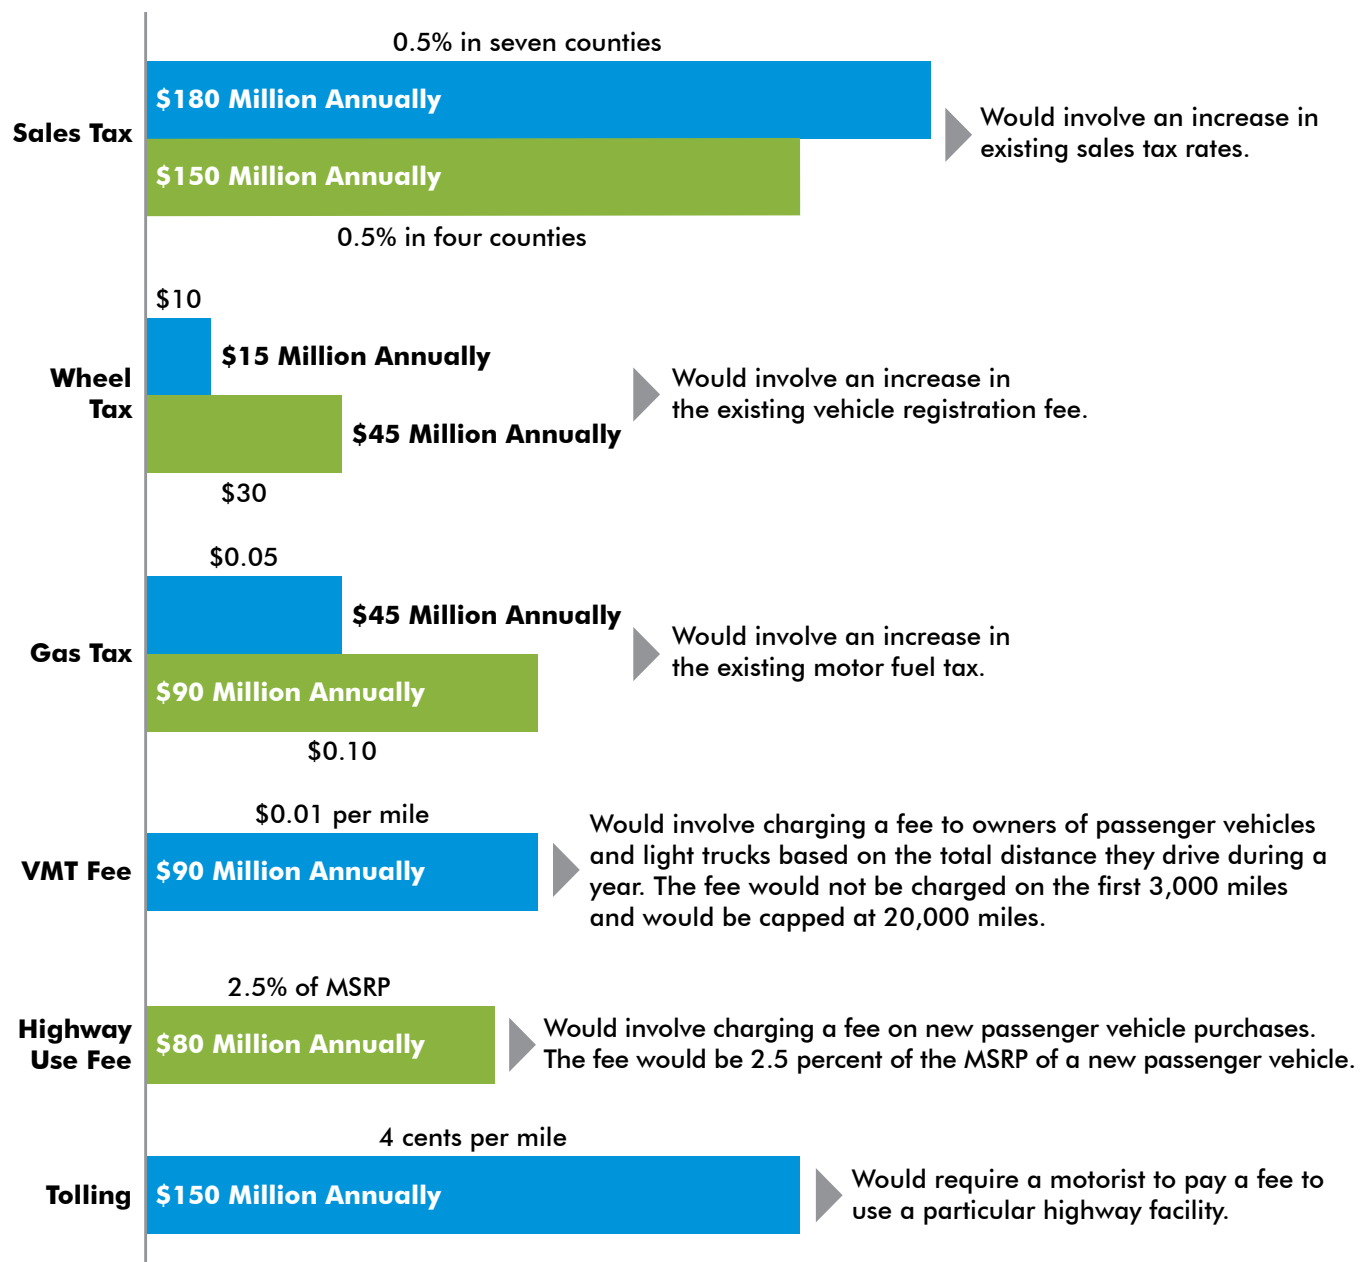 0.5% in seven counties
Sales Tax
$180 Million Annually
$150 Million Annually
Would involve an increase in
existing sales tax rates.
0.5% in four counties
$10
Wheel
Tax
$15 Million Annually
$45 Million Annually
Would involve an increase in
the existing vehicle registration fee.
$30
$0.05
Gas Tax
$45 Million Annually
$90 Million Annually
Would involve an increase in
the existing motor fuel tax.
$0.10
$0.01 per mile
VMT Fee
$90 Million Annually
Would involve charging a fee to owners of passenger vehicles
and light trucks based on the total distance they drive during a
year. The fee would not be charged on the first 3,000 miles
and would be capped at 20,000 miles.
2.5% of MSRP
Highway
Use Fee
$80 Million Annually
Would involve charging a fee on new passenger vehicle purchases.
The fee would be 2.5 percent of the MSRP of a new passenger vehicle.
4 cents per mile
Tolling
$150 Million Annually
Would require a motorist to pay a fee to
use a particular highway facility.